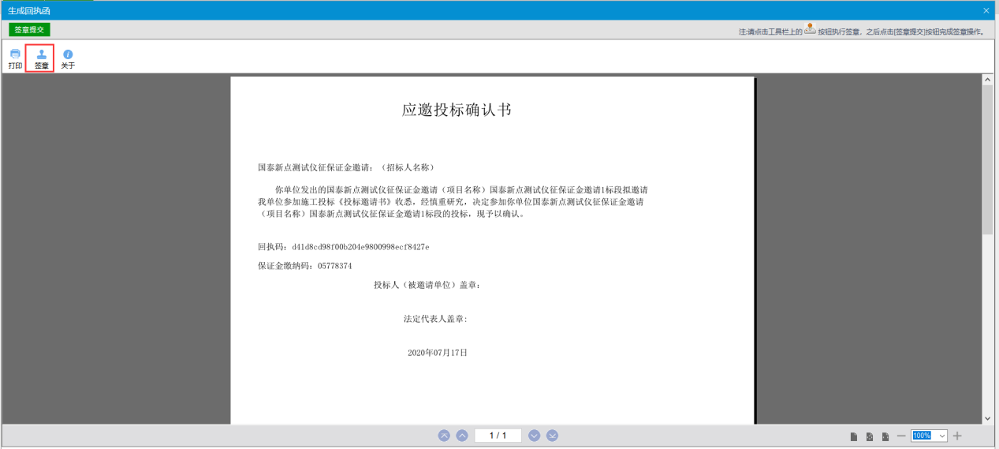 生成回执函
签章提交
注:请点击工具栏上的 按钮执行签章，之后点击[签章提交]按钮完成签章操作。
打印 签章 关于
应邀投标确认书
国泰新点测试仪征保证金邀请：（招标人名称）
你单位发出的国泰新点测试仪征保证金邀请（项目名称）国泰新点测试仪征保证金邀请1标段拟邀请
我单位参加施工投标《投标邀请书》收悉，经慎重研究，决定参加你单位国泰新点测试仪征保证金邀请
（项目名称）国泰新点测试仪征保证金邀请1标段的投标，现予以确认。
回执码：d41d8cd98f00b204e9800998ecf8427e
保证金缴纳码：05778374
投标人（被邀请单位）盖章：
法定代表人盖章：
2020年07月17日
1 / 1
100%